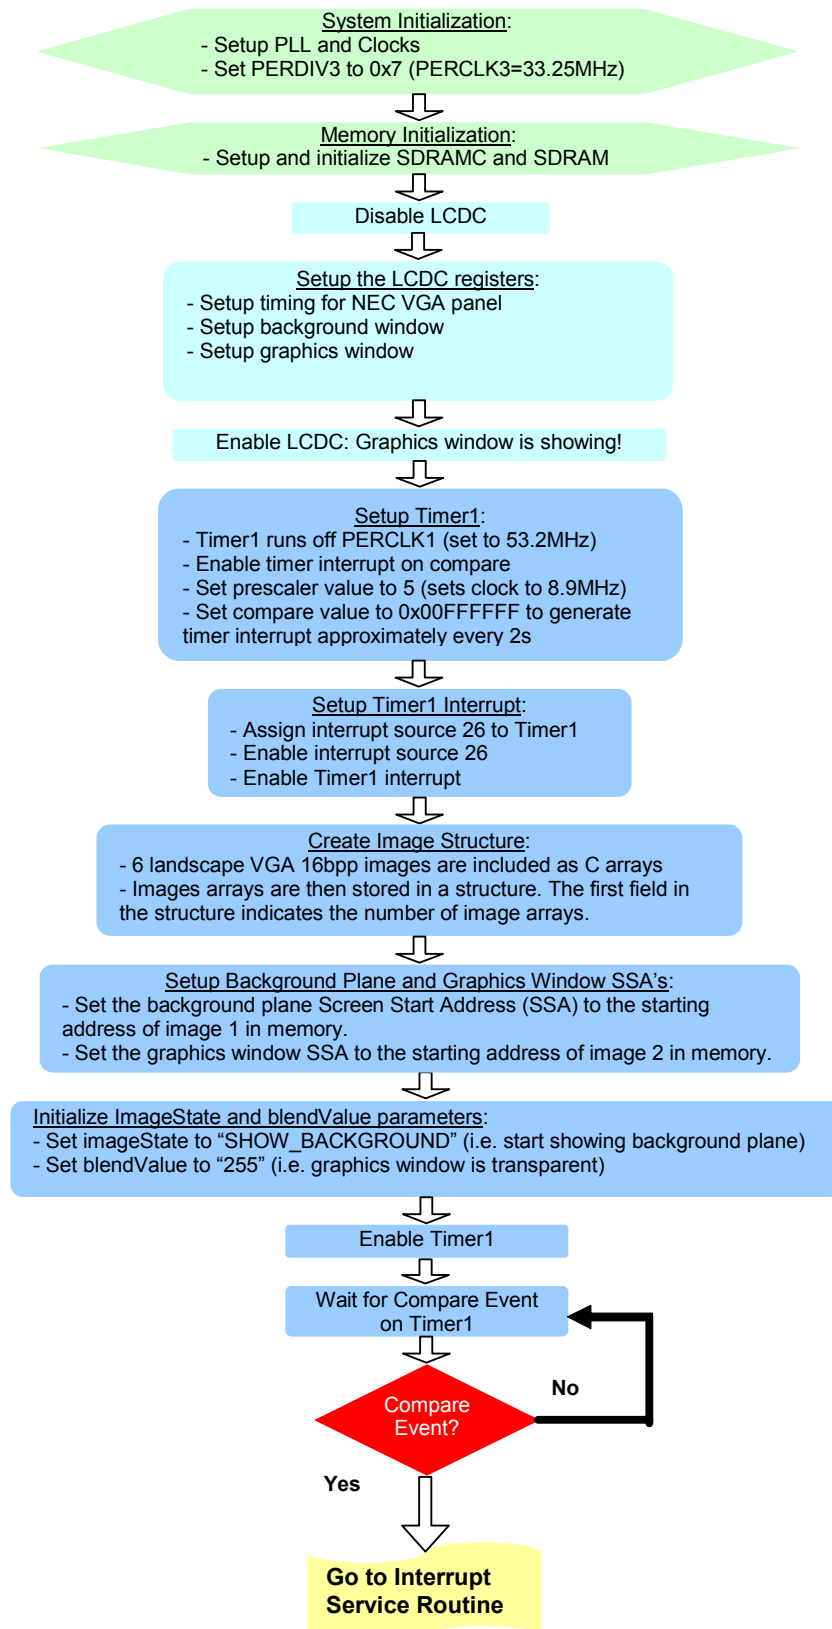 System Initialization:
- Setup PLL and Clocks
- Set PERDIV3 to 0x7 (PERCLK3=33.25MHz)
Memory Initialization:
- Setup and initialize SDRAMC and SDRAM
Disable LCDC
Setup the LCDC registers:
- Setup timing for NEC VGA panel
- Setup background window
- Setup graphics window
Enable LCDC: Graphics window is showing!
Setup Timer1:
- Timer1 runs off PERCLK1 (set to 53.2MHz)
- Enable timer interrupt on compare
- Set prescaler value to 5 (sets clock to 8.9MHz)
- Set compare value to 0x00FFFFFF to generate
timer interrupt approximately every 2s
Setup Timer1 Interrupt:
- Assign interrupt source 26 to Timer1
- Enable interrupt source 26
- Enable Timer1 interrupt
Create Image Structure:
- 6 landscape VGA 16bpp images are included as C arrays
- Images arrays are then stored in a structure. The first field in
the structure indicates the number of image arrays.
Setup Background Plane and Graphics Window SSA's:
- Set the background plane Screen Start Address (SSA) to the starting
address of image 1 in memory.
- Set the graphics window SSA to the starting address of image 2 in memory.
Initialize ImageState and blendValue parameters:
- Set imageState to “SHOW_BACKGROUND” (i.e. start showing background plane)
- Set blendValue to “255” (i.e. graphics window is transparent)
Enable Timer1
Wait for Compare Event
on Timer1
Compare
Event?
No
Yes
Go to Interrupt
Service Routine